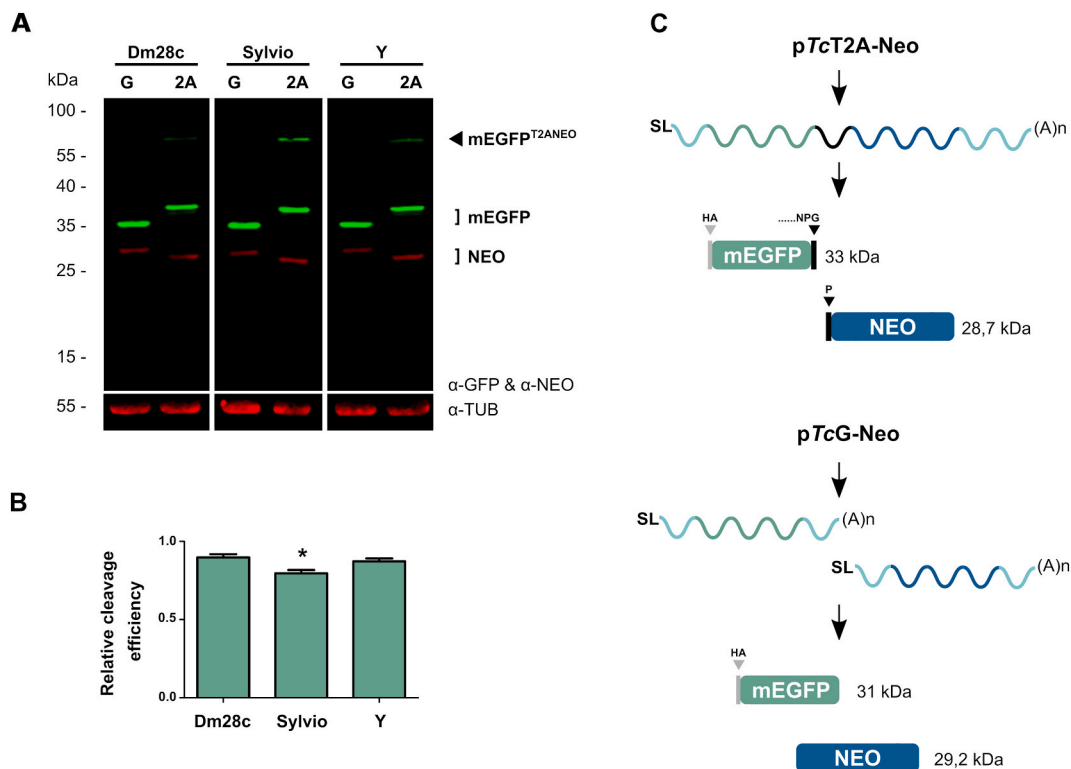 A
Dm28c Sylvio Y
kDa G 2A G 2A G 2A
100 -
55 -
40 -
35 -
25 -
15 -
55 -
mEGFP^T2ANEO
] mEGFP
] NEO
α-GFP & α-NEO
α-TUB
B
Relative cleavage
efficiency
1.0
0.5
0.0
*
Dm28c Sylvio Y
C
pTcT2A-Neo
SL (A)n
HA ......NPG
mEGFP 33 kDa
P
NEO 28,7 kDa
pTcG-Neo
SL (A)n
SL (A)n
HA
mEGFP 31 kDa
NEO 29,2 kDa